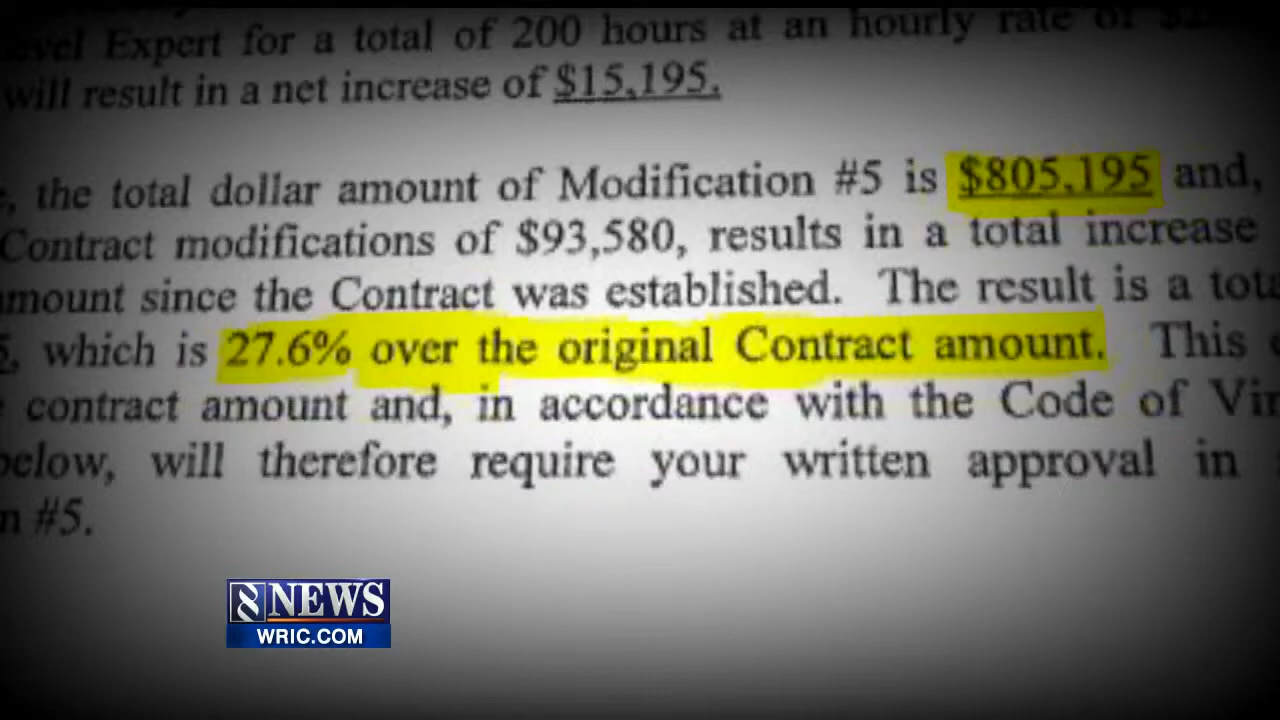 Expert for a total of 200 hours at an hourly rate of
will result in a net increase of $15,195.
, the total dollar amount of Modification #5 is $805,195 and,
Contract modifications of $93,580, results in a total increase
mount since the Contract was established. The result is a tota
, which is 27.6% over the original Contract amount. This
contract amount and, in accordance with the Code of Vir
below, will therefore require your written approval in
n #5.
8 NEWS
WRIC.COM